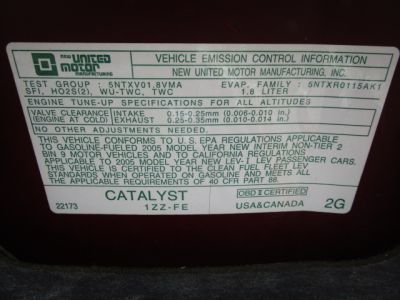 NEW UNITED MOTOR MANUFACTURING
VEHICLE EMISSION CONTROL INFORMATION
NEW UNITED MOTOR MANUFACTURING, INC.
TEST GROUP : 5NTXV01.8VMA EVAP. FAMILY : 5NTXR0115AK1
SFI, HO2S(2), WU-TWC, TWC 1.8 LITER
ENGINE TUNE-UP SPECIFICATIONS FOR ALL ALTITUDES
VALVE CLEARANCE INTAKE 0.15-0.25mm (0.006-0.010 in.)
(ENGINE AT COLD) EXHAUST 0.25-0.35mm (0.010-0.014 in.)
NO OTHER ADJUSTMENTS NEEDED.
THIS VEHICLE CONFORMS TO U.S. EPA REGULATIONS APPLICABLE
TO GASOLINE-FUELED 2005 MODEL YEAR NEW INTERIM NON-TIER 2
BIN 9 MOTOR VEHICLES AND TO CALIFORNIA REGULATIONS
APPLICABLE TO 2005 MODEL YEAR NEW LEV-I LEV PASSENGER CARS.
THIS VEHICLE IS CERTIFIED TO THE CLEAN FUEL FLEET LEV
STANDARDS WHEN OPERATED ON GASOLINE AND MEETS ALL OF THE
APPLICABLE REQUIREMENTS OF 40 CFR PART 88.
CATALYST OBD II CERTIFIED
22173 1ZZ-FE USA&CANADA 2G